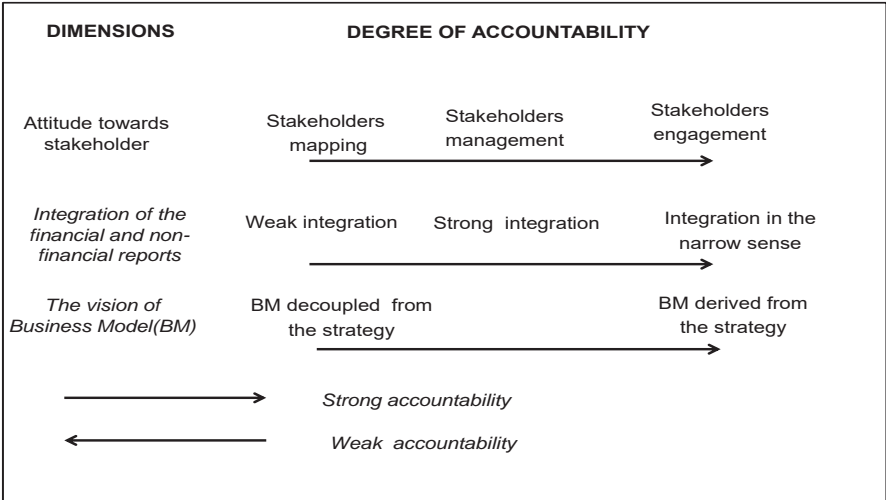 DIMENSIONS
DEGREE OF ACCOUNTABILITY
Attitude towards
stakeholder
Stakeholders
mapping
Stakeholders
management
Stakeholders
engagement
Integration of the
financial and non-
financial reports
Weak integration
Strong integration
Integration in the
narrow sense
The vision of
Business Model(BM)
BM decoupled from
the strategy
BM derived from
the strategy
Strong accountability
Weak accountability